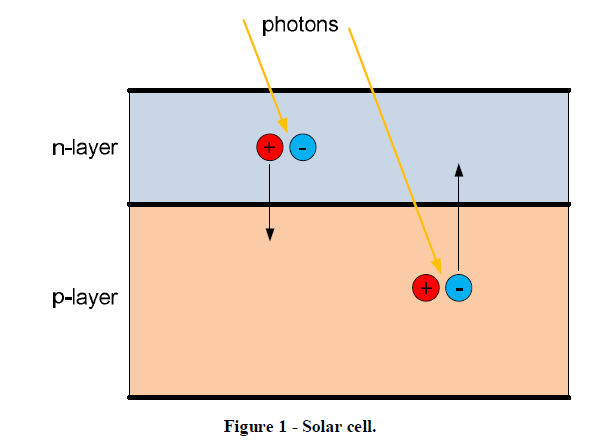 photons
n-layer
+ -
p-layer
+ -
Figure 1 - Solar cell.